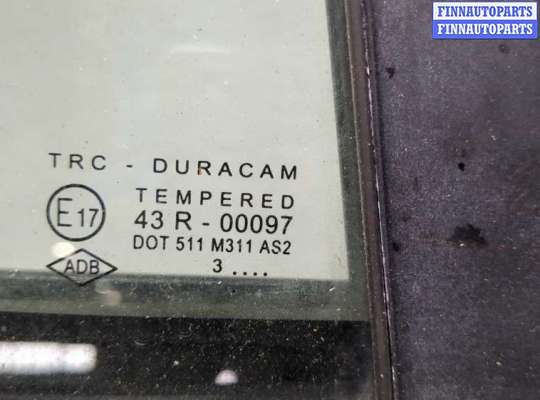 FINNAUTOPARTS
FINNAUTOPARTS
TRC - DURACAM
TEMPERED
E17 43 R - 00097
DOT 511 M311 AS2
ADB 3 ....